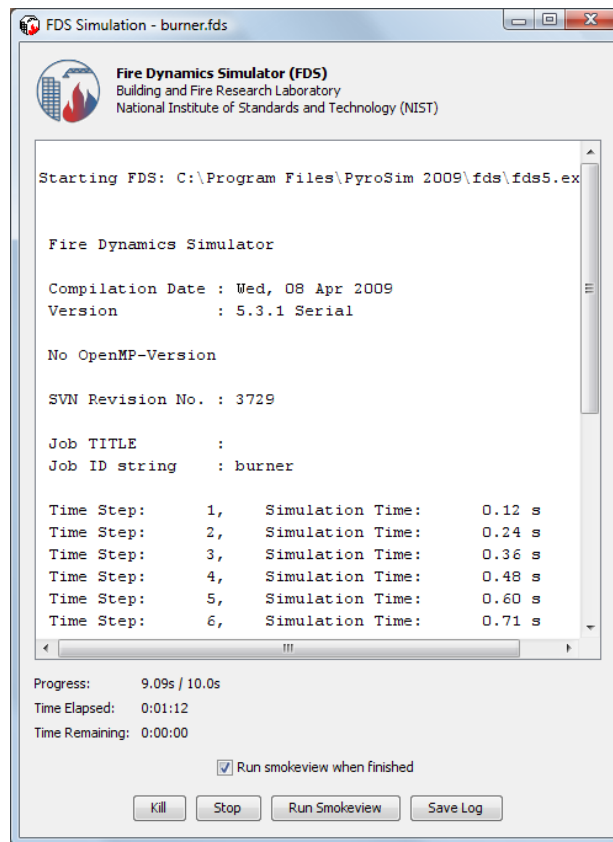 FDS Simulation - burner.fds
Fire Dynamics Simulator (FDS)
Building and Fire Research Laboratory
National Institute of Standards and Technology (NIST)
Starting FDS: C:\Program Files\PyroSim 2009\fds\fds5.ex
Fire Dynamics Simulator
Compilation Date : Wed, 08 Apr 2009
Version : 5.3.1 Serial
No OpenMP-Version
SVN Revision No. : 3729
Job TITLE :
Job ID string : burner
Time Step: 1, Simulation Time: 0.12 s
Time Step: 2, Simulation Time: 0.24 s
Time Step: 3, Simulation Time: 0.36 s
Time Step: 4, Simulation Time: 0.48 s
Time Step: 5, Simulation Time: 0.60 s
Time Step: 6, Simulation Time: 0.71 s
Progress: 9.09s / 10.0s
Time Elapsed: 0:01:12
Time Remaining: 0:00:00
Run smokeview when finished
Kill Stop Run Smokeview Save Log